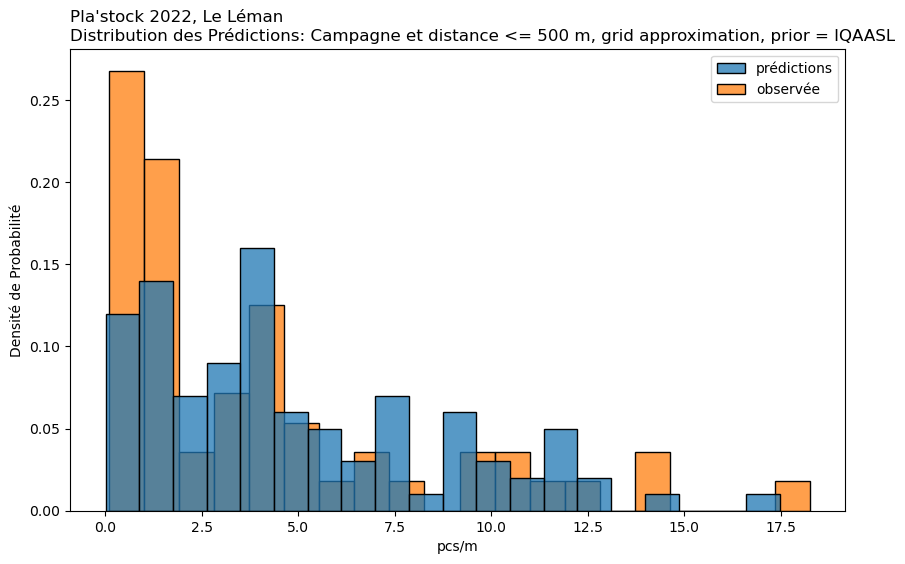 Pla'stock 2022, Le Léman
Distribution des Prédictions: Campagne et distance <= 500 m, grid approximation, prior = IQAASL
prédictions
observée
Densité de Probabilité
0.25
0.20
0.15
0.10
0.05
0.00
0.0 2.5 5.0 7.5 10.0 12.5 15.0 17.5
pcs/m